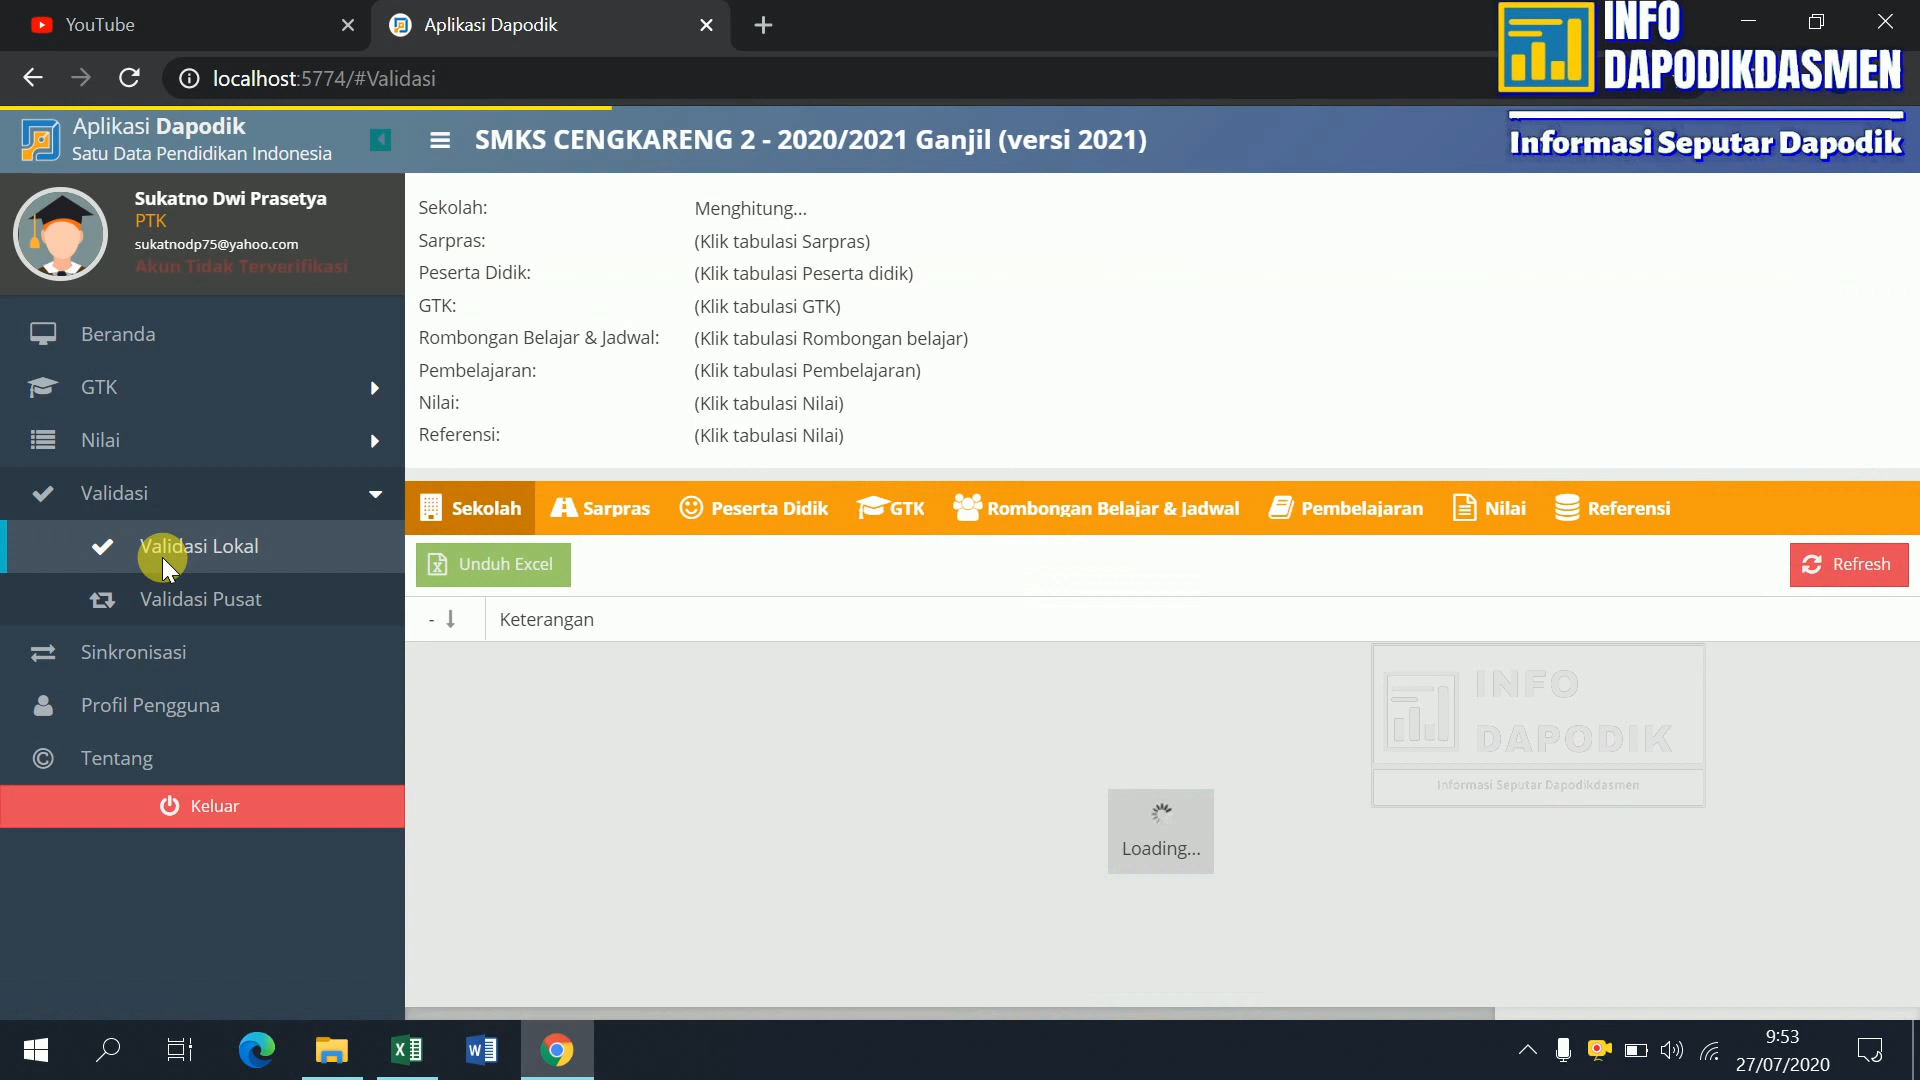 YouTube
Aplikasi Dapodik
INFO
DAPODIKDASMEN
localhost:5774/#Validasi
Informasi Seputar Dapodik
Aplikasi Dapodik
Satu Data Pendidikan Indonesia
SMKS CENGKARENG 2 - 2020/2021 Ganjil (versi 2021)
Sukatno Dwi Prasetya
PTK
sukatnodp75@yahoo.com
Akun Tidak Terverifikasi
Beranda
GTK
Nilai
Validasi
Validasi Lokal
Validasi Pusat
Sinkronisasi
Profil Pengguna
Tentang
Keluar
Sekolah: Menghitung...
Sarpras: (Klik tabulasi Sarpras)
Peserta Didik: (Klik tabulasi Peserta didik)
GTK: (Klik tabulasi GTK)
Rombongan Belajar & Jadwal: (Klik tabulasi Rombongan belajar)
Pembelajaran: (Klik tabulasi Pembelajaran)
Nilai: (Klik tabulasi Nilai)
Referensi: (Klik tabulasi Nilai)
Sekolah Sarpras Peserta Didik GTK Rombongan Belajar & Jadwal Pembelajaran Nilai Referensi
Unduh Excel Refresh
- Keterangan
INFO
DAPODIK
Informasi Seputar Dapodikdasmen
Loading...
9:53
27/07/2020